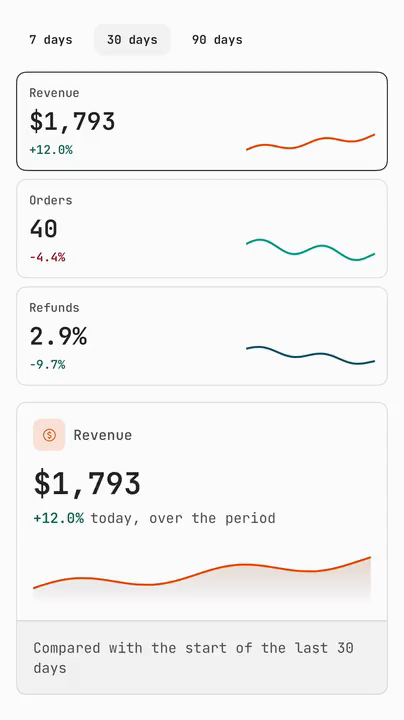 7 days 30 days 90 days
Revenue
$1,793
+12.0%
Orders
40
-4.4%
Refunds
2.9%
-9.7%
Revenue
$1,793
+12.0% today, over the period
Compared with the start of the last 30
days